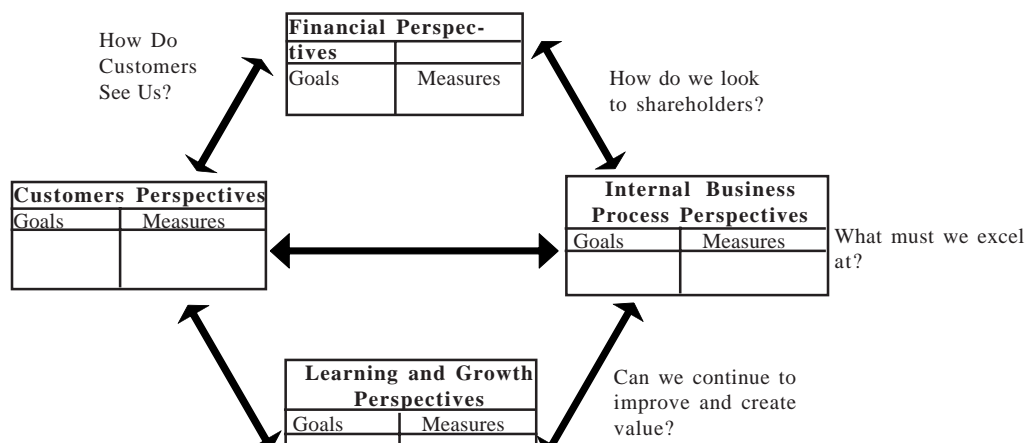 How Do
Customers
See Us?
Financial Perspec-
tives
Goals Measures
How do we look
to shareholders?
Customers Perspectives
Goals Measures
Internal Business
Process Perspectives
Goals Measures
What must we excel
at?
Learning and Growth
Perspectives
Goals Measures
Can we continue to
improve and create
value?